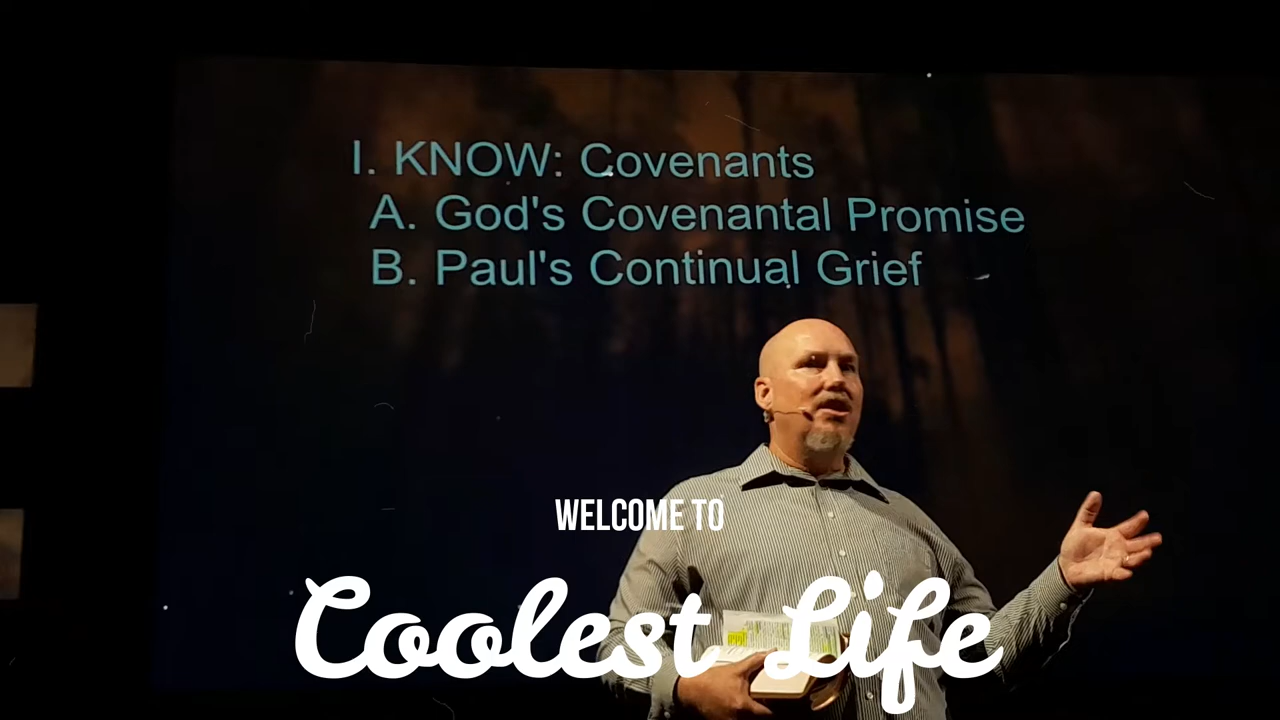 I. KNOW: Covenants
A. God's Covenantal Promise
B. Paul's Continual Grief
WELCOME TO
Coolest Life